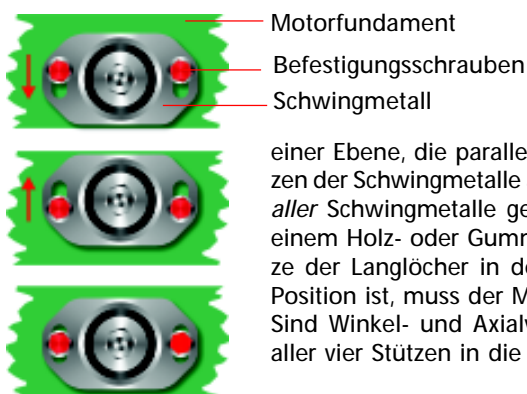 Motorfundament
Befestigungsschrauben
Schwingmetall
einer Ebene, die paralle
zen der Schwingmetalle
aller Schwingmetalle ge
einem Holz- oder Gumm
ze der Langlöcher in de
Position ist, muss der M
Sind Winkel- und Axialv
aller vier Stützen in die